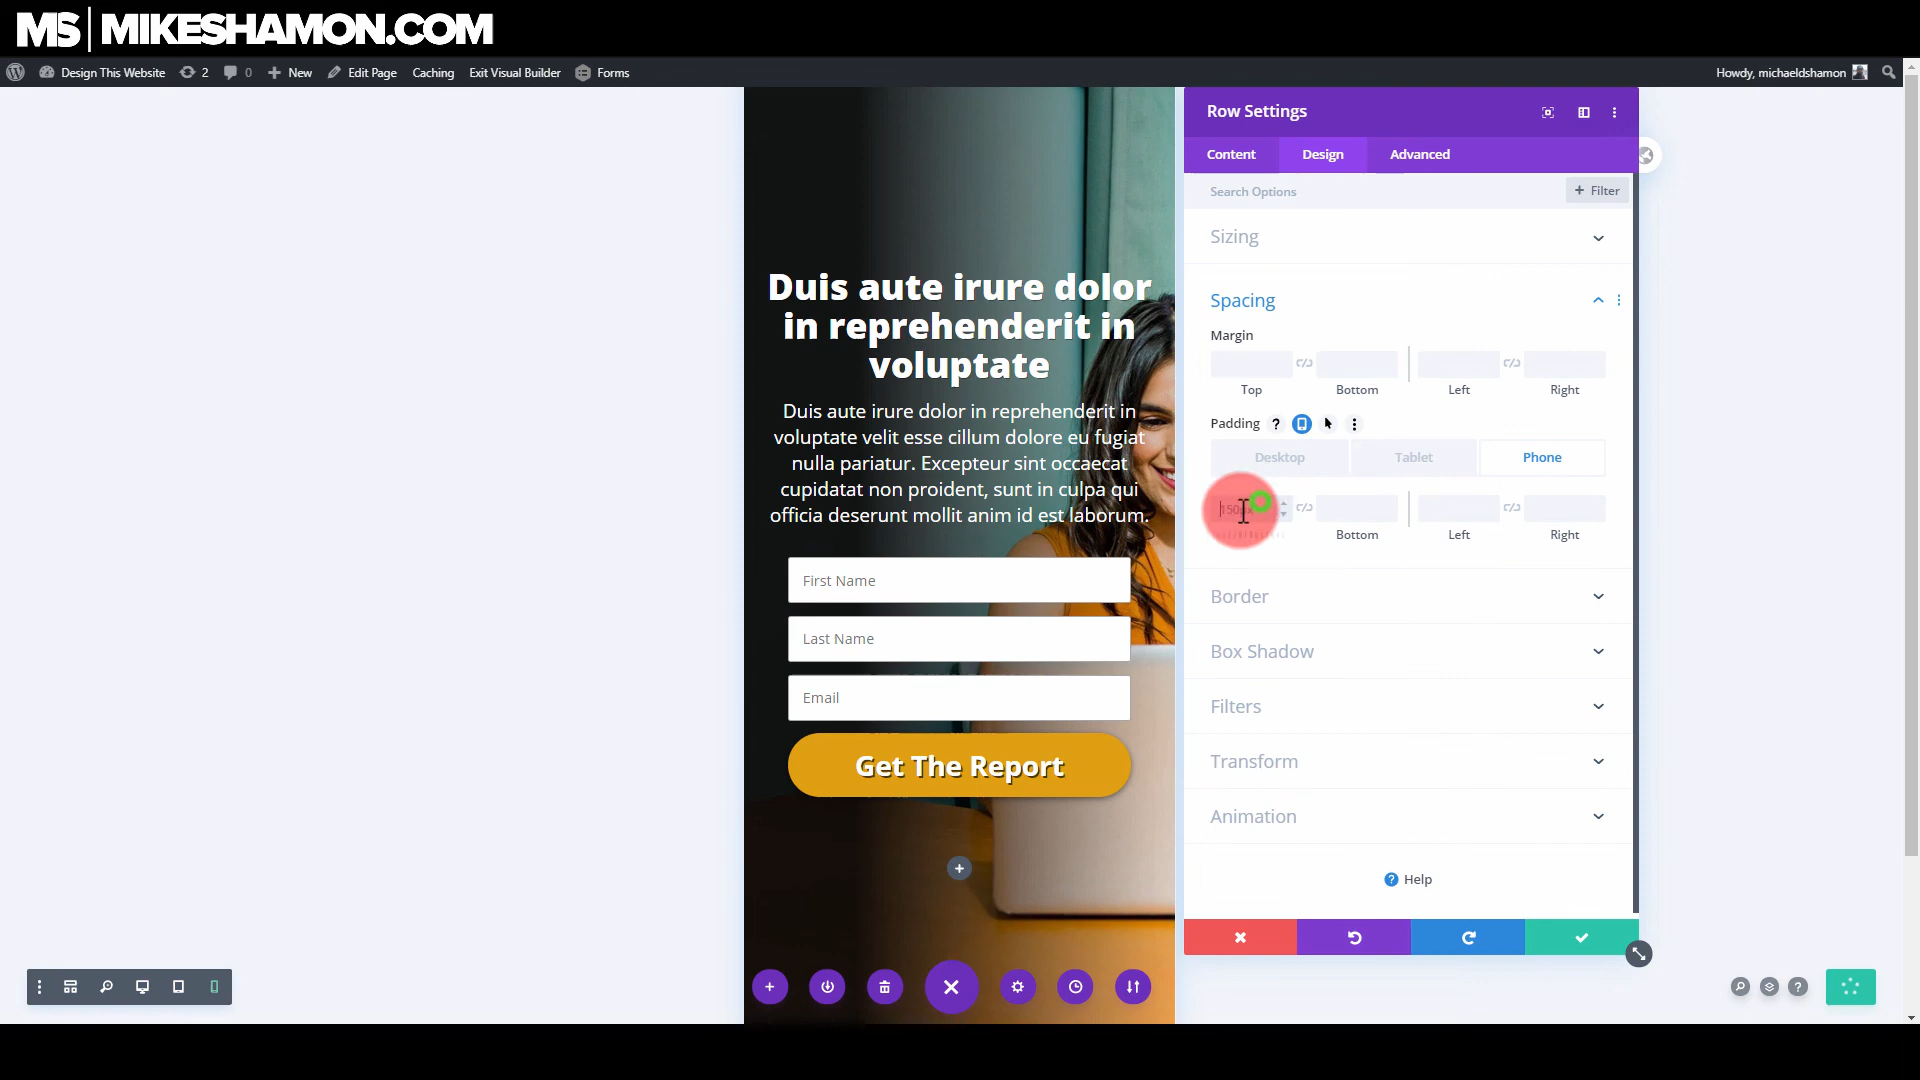 MS | MIKESHAMON.COM
Design This Website 2 0 New Edit Page Caching Exit Visual Builder Forms Howdy, michaeldshamon
Row Settings
Content Design Advanced
Search Options + Filter
Sizing
Spacing
Margin
Top Bottom Left Right
Padding ?
Desktop Tablet Phone
Bottom Left Right
Border
Box Shadow
Filters
Transform
Animation
? Help
Duis aute irure dolor
in reprehenderit in
voluptate
Duis aute irure dolor in reprehenderit in
voluptate velit esse cillum dolore eu fugiat
nulla pariatur. Excepteur sint occaecat
cupidatat non proident, sunt in culpa qui
officia deserunt mollit anim id est laborum.
First Name
Last Name
Email
Get The Report